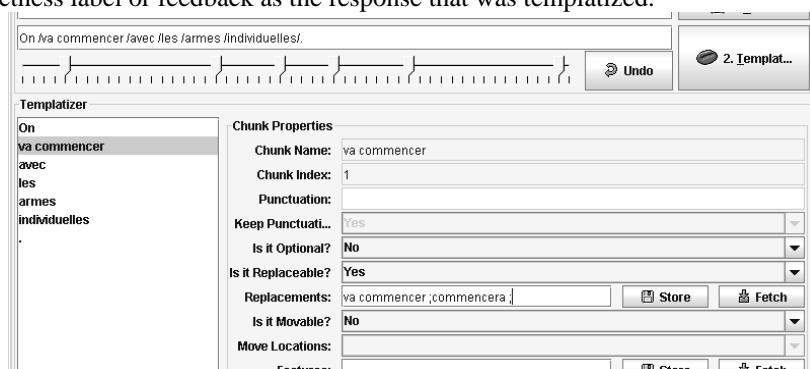 On /va commencer /avec /les /armes /individuelles/.
Undo
2. Templat...
Templatizer
On
va commencer
avec
les
armes
individuelles
.
Chunk Properties
Chunk Name: va commencer
Chunk Index: 1
Punctuation:
Keep Punctuati... Yes
Is it Optional? No
Is it Replaceable? Yes
Replacements: va commencer ;commencera ; Store Fetch
Is it Movable? No
Move Locations: